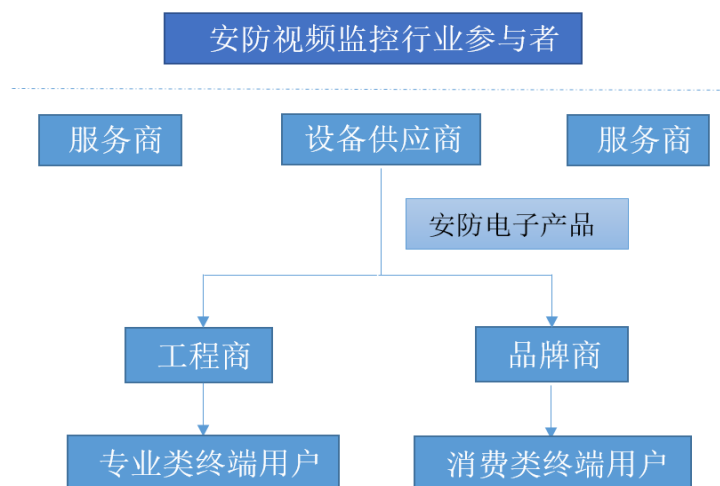 安防视频监控行业参与者
服务商
设备供应商
服务商
安防电子产品
工程商
品牌商
专业类终端用户
消费类终端用户